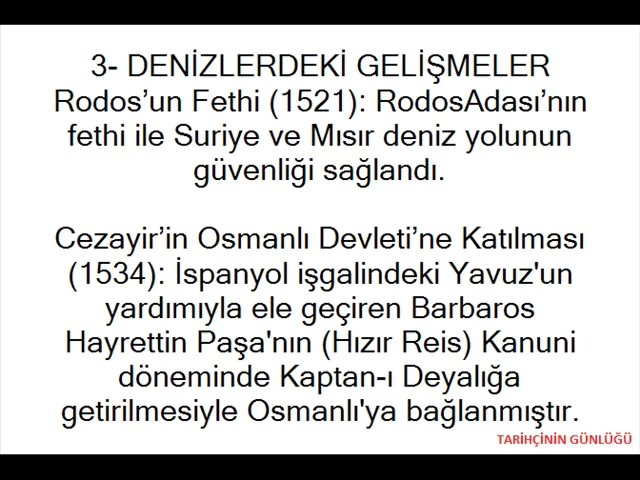 3- DENİZLERDEKİ GELİŞMELER
Rodos’un Fethi (1521): RodosAdası’nın
fethi ile Suriye ve Mısır deniz yolunun
güvenliği sağlandı.
Cezayir’in Osmanlı Devleti’ne Katılması
(1534): İspanyol işgalindeki Yavuz'un
yardımıyla ele geçiren Barbaros
Hayrettin Paşa'nın (Hızır Reis) Kanuni
döneminde Kaptan-ı Deyalığa
getirilmesiyle Osmanlı'ya bağlanmıştır.
TARİHÇİNİN GÜNLÜĞÜ